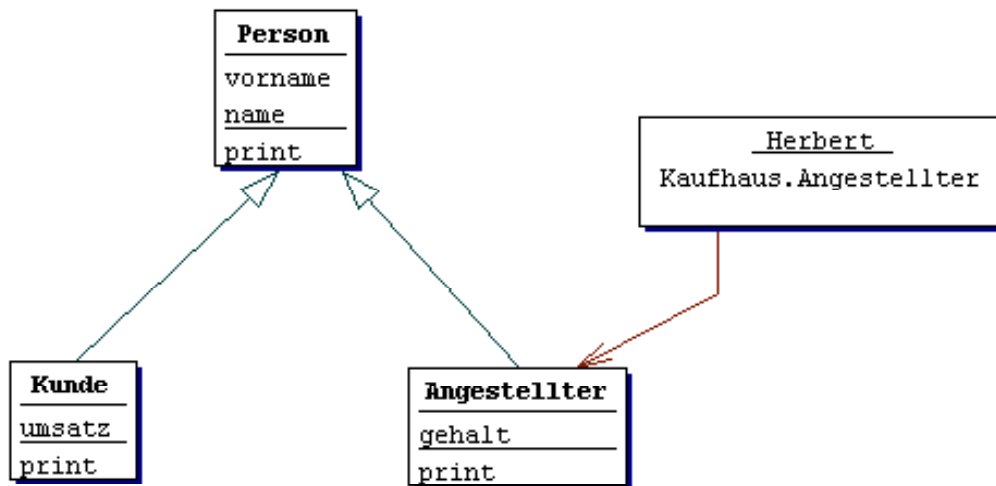 Person
vorname
name
print
Herbert
Kaufhaus.Angestellter
Kunde
umsatz
print
Angestellter
gehalt
print